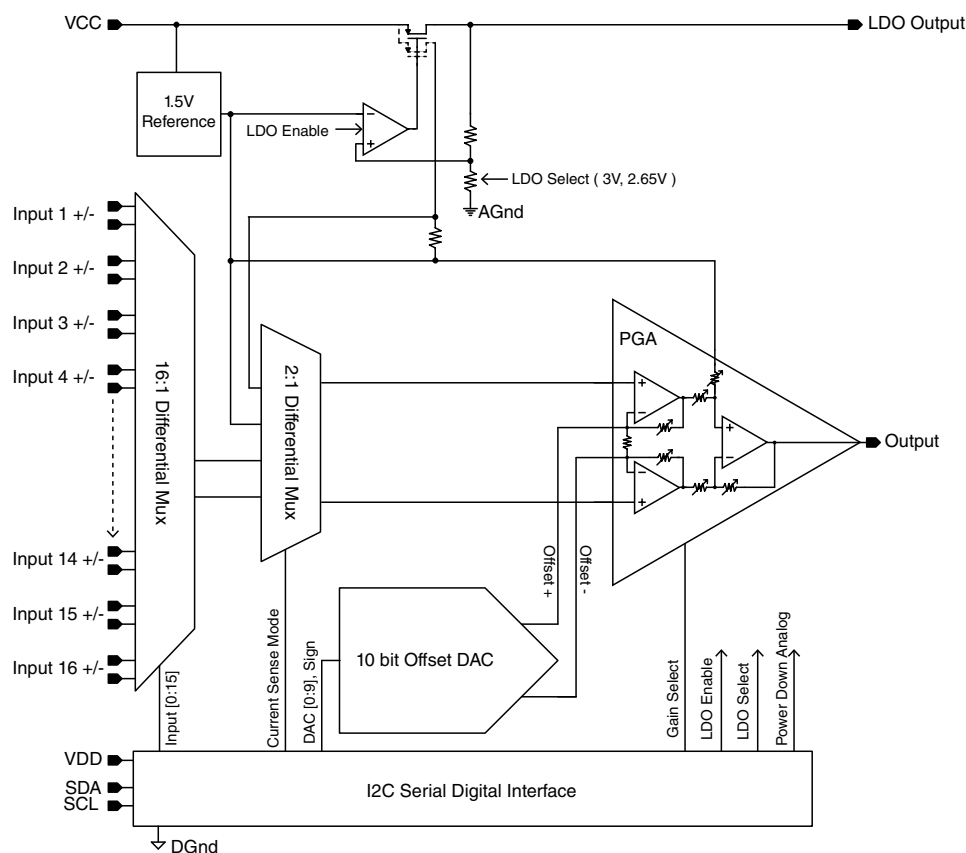 VCC
LDO Output
1.5V
Reference
LDO Enable
LDO Select ( 3V, 2.65V )
AGnd
Input 1 +/-
Input 2 +/-
Input 3 +/-
Input 4 +/-
Input 14 +/-
Input 15 +/-
Input 16 +/-
16:1 Differential Mux
2:1 Differential Mux
PGA
Output
Offset +
Offset -
10 bit Offset DAC
Input [0:15]
Current Sense Mode
DAC [0:9], Sign
Gain Select
LDO Enable
LDO Select
Power Down Analog
VDD
SDA
SCL
I2C Serial Digital Interface
DGnd